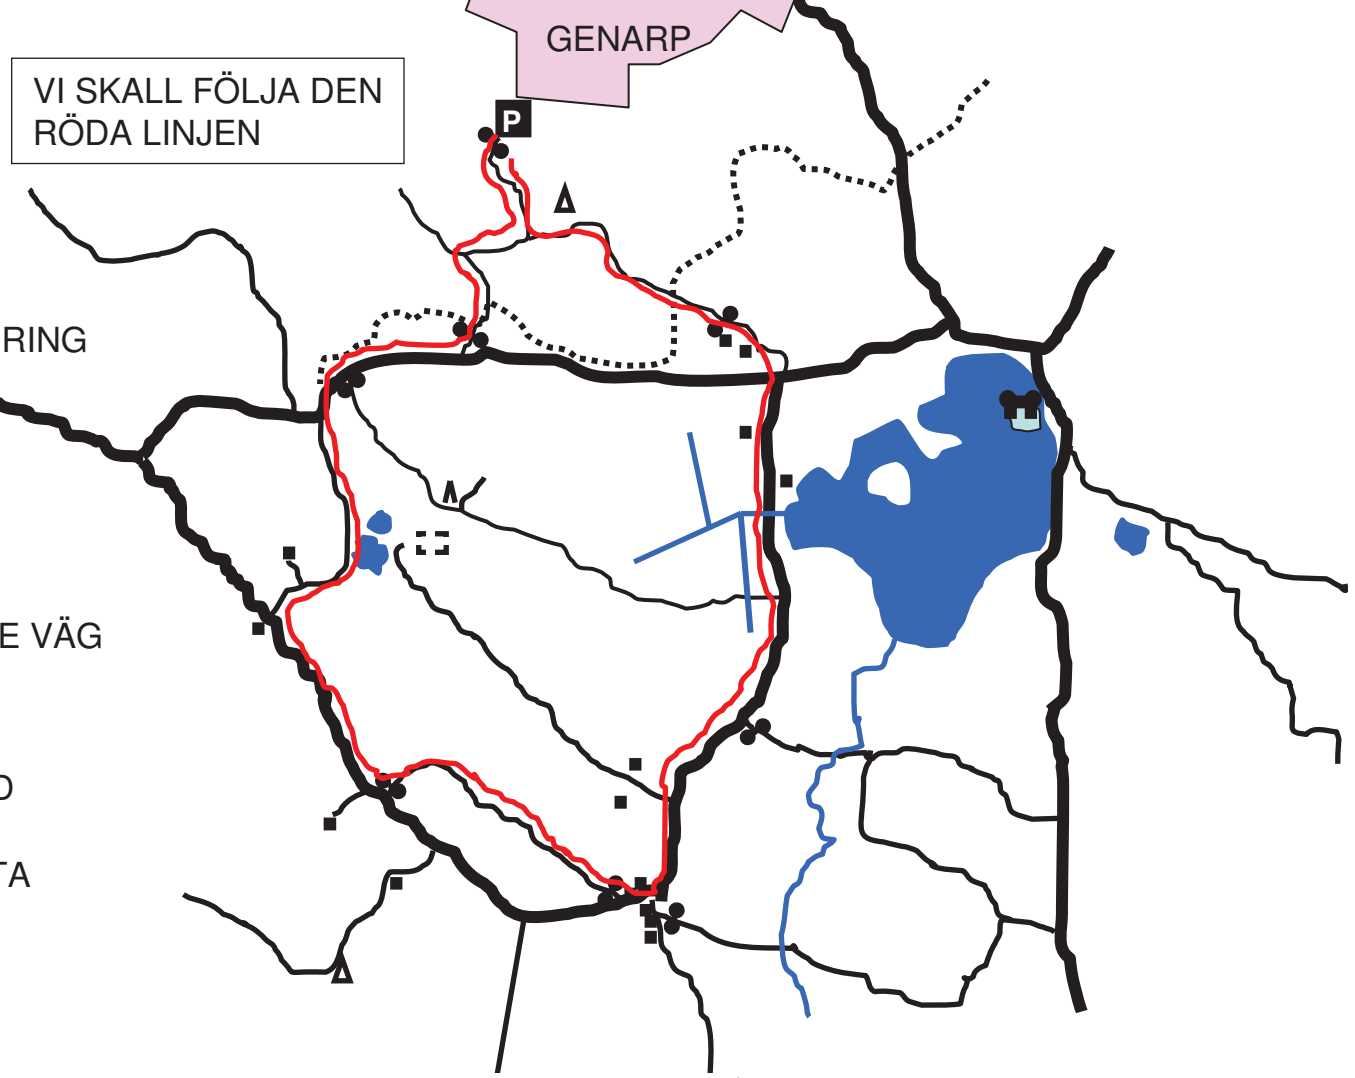 GENARP
VI SKALL FÖLJA DEN
RÖDA LINJEN
P
RING
E VÄG
O
TA